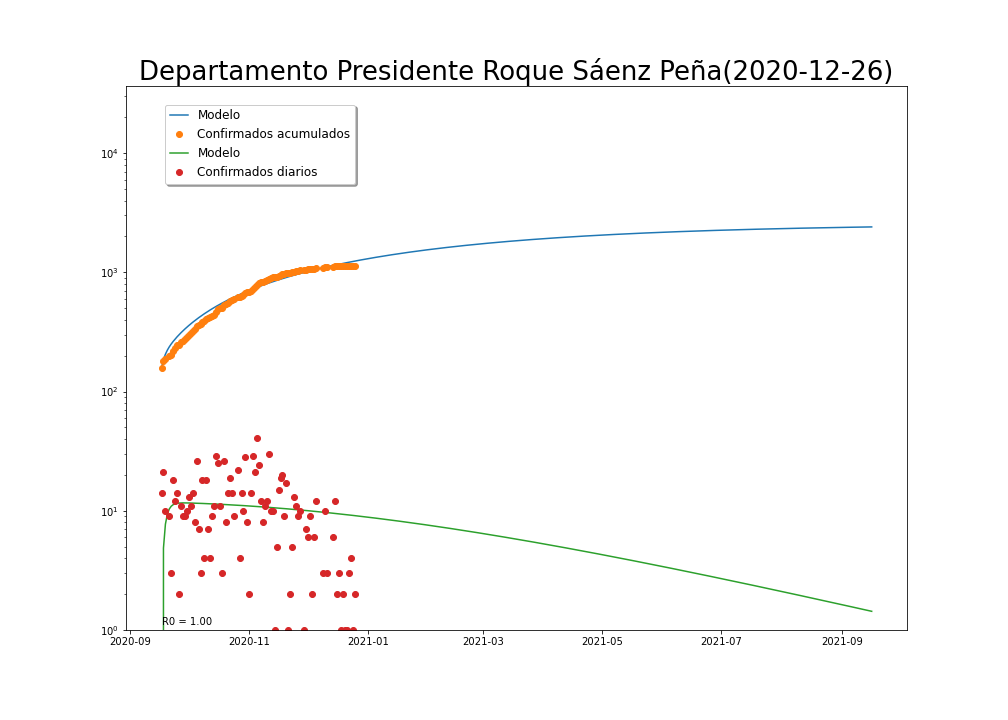 Departamento Presidente Roque Sáenz Peña(2020-12-26)
Modelo
Confirmados acumulados
Modelo
Confirmados diarios
10⁴
10³
10²
10¹
10⁰
R0 = 1.00
2020-09 2020-11 2021-01 2021-03 2021-05 2021-07 2021-09